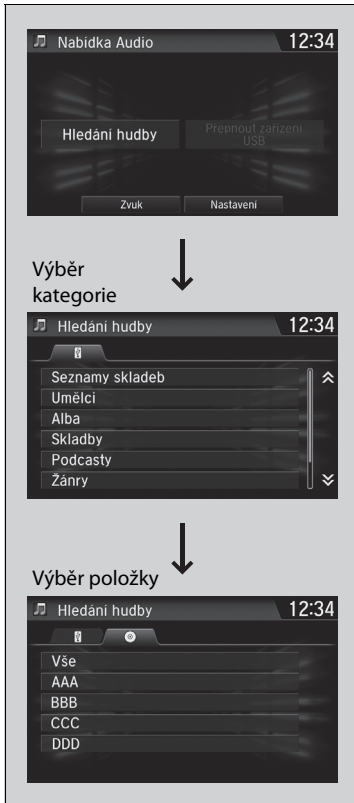 Nabídka Audio 12:34
Hledání hudby
Přepnout zařízení
USB
Zvuk Nastavení
Výběr
kategorie
Hledání hudby 12:34
Seznamy skladeb
Umělci
Alba
Skladby
Podcasty
Žánry
Výběr položky
Hledání hudby 12:34
Vše
AAA
BBB
CCC
DDD